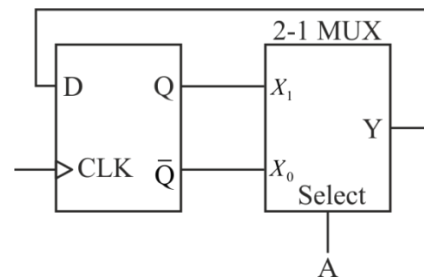 2-1 MUX
D Q X₁
Y
CLK Q̄ X₀
Select
A